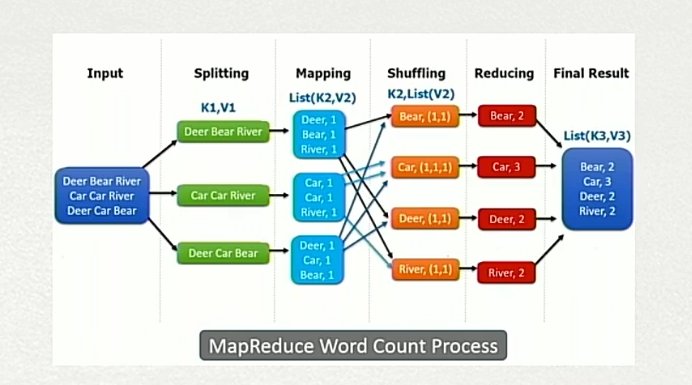 Input
Splitting
Mapping
Shuffling
Reducing
Final Result
K1,V1
List(K2,V2)
K2,List(V2)
List(K3,V3)
Deer Bear River
Car Car River
Deer Car Bear
Deer Bear River
Car Car River
Deer Car Bear
Deer, 1
Bear, 1
River, 1
Car, 1
Car, 1
River, 1
Deer, 1
Car, 1
Bear, 1
Bear, (1,1)
Car, (1,1,1)
Deer, (1,1)
River, (1,1)
Bear, 2
Car, 3
Deer, 2
River, 2
Bear, 2
Car, 3
Deer, 2
River, 2
MapReduce Word Count Process